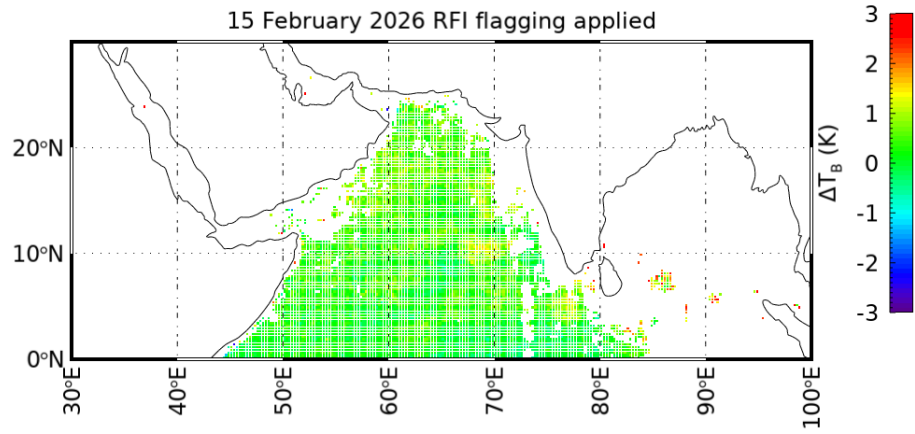 15 February 2026 RFI flagging applied
3
2
1
0
-1
-2
-3
ΔT_B (K)
20°N
10°N
0°N
30°E
40°E
50°E
60°E
70°E
80°E
90°E
100°E